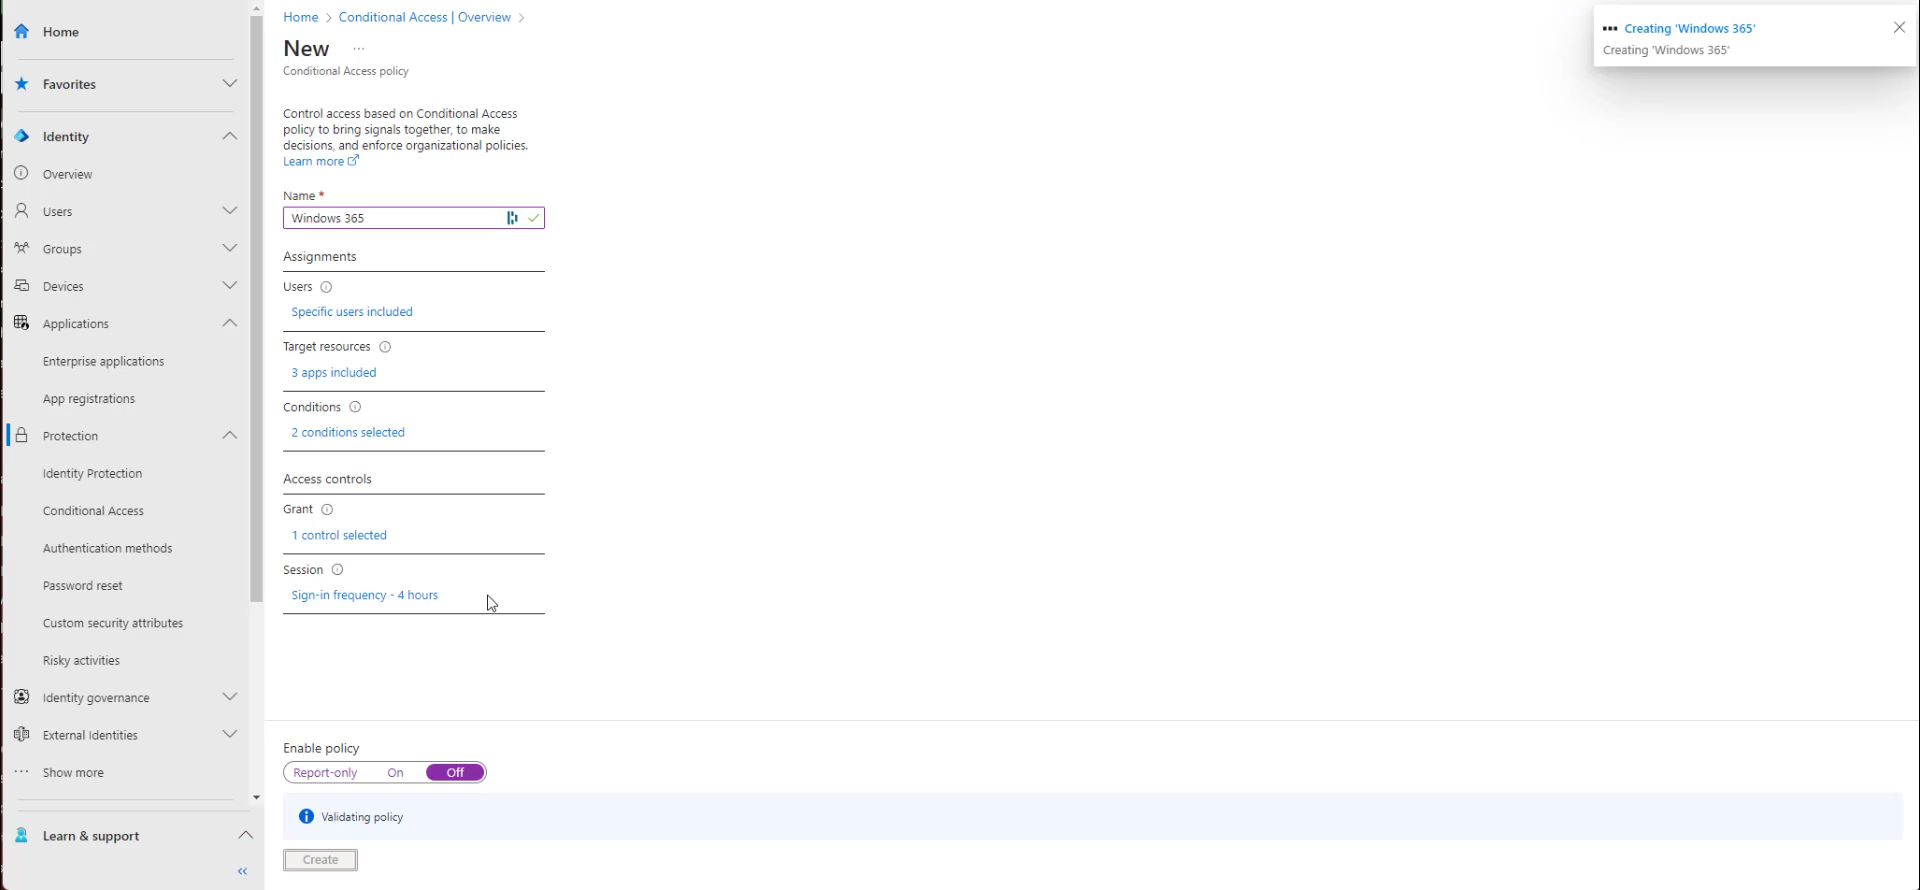 Home
Favorites
Identity
Overview
Users
Groups
Devices
Applications
Enterprise applications
App registrations
Protection
Identity Protection
Conditional Access
Authentication methods
Password reset
Custom security attributes
Risky activities
Identity governance
External Identities
Show more
Learn & support
Home > Conditional Access | Overview >
New ...
Conditional Access policy
Control access based on Conditional Access
policy to bring signals together, to make
decisions, and enforce organizational policies.
Learn more
Name *
Windows 365
Assignments
Users
Specific users included
Target resources
3 apps included
Conditions
2 conditions selected
Access controls
Grant
1 control selected
Session
Sign-in frequency - 4 hours
Enable policy
Report-only On Off
Validating policy
Create
Creating 'Windows 365'
Creating 'Windows 365'